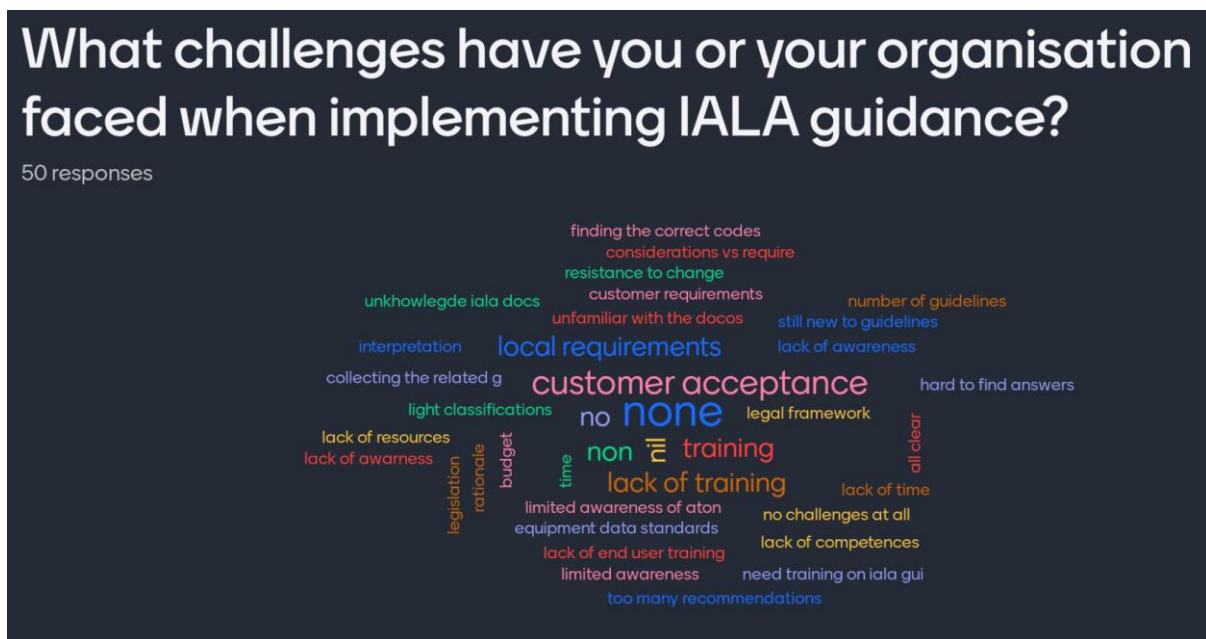 What challenges have you or your organisation
faced when implementing IALA guidance?
50 responses
finding the correct codes
considerations vs require
resistance to change
customer requirements
unkhowlegde iala docs
number of guidelines
unfamiliar with the docos
still new to guidelines
interpretation
local requirements
lack of awareness
collecting the related g
customer acceptance
hard to find answers
light classifications
no
none
legal framework
lack of resources
lack of awarness
legislation
rationale
budget
time
non
nil
training
all clear
lack of training
lack of time
limited awareness of aton
no challenges at all
equipment data standards
lack of competences
lack of end user training
limited awareness
need training on iala gui
too many recommendations